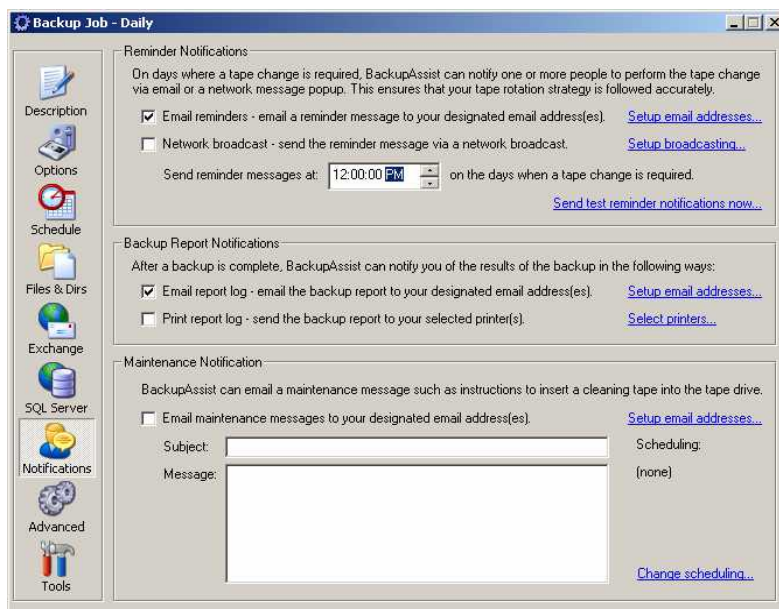 Backup Job - Daily
Description
Options
Schedule
Files & Dirs
Exchange
SQL Server
Notifications
Advanced
Tools
Reminder Notifications
On days where a tape change is required, BackupAssist can notify one or more people to perform the tape change
via email or a network message popup. This ensures that your tape rotation strategy is followed accurately.
Email reminders - email a reminder message to your designated email address(es). Setup email addresses...
Network broadcast - send the reminder message via a network broadcast. Setup broadcasting...
Send reminder messages at: 12:00:00 PM on the days when a tape change is required.
Send test reminder notifications now...
Backup Report Notifications
After a backup is complete, BackupAssist can notify you of the results of the backup in the following ways:
Email report log - email the backup report to your designated email address(es). Setup email addresses...
Print report log - send the backup report to your selected printer(s). Select printers...
Maintenance Notification
BackupAssist can email a maintenance message such as instructions to insert a cleaning tape into the tape drive.
Email maintenance messages to your designated email address(es). Setup email addresses...
Subject: Scheduling:
Message: (none)
Change scheduling...